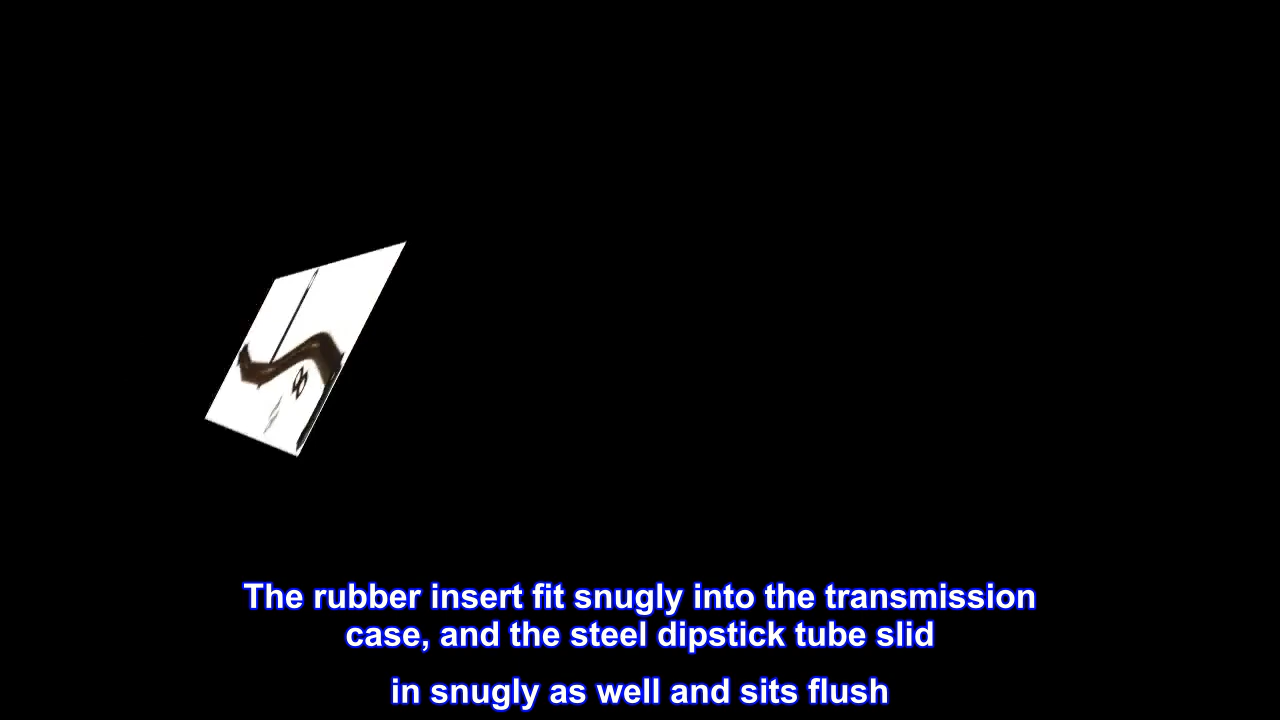 The rubber insert fit snugly into the transmission
case, and the steel dipstick tube slid
in snugly as well and sits flush